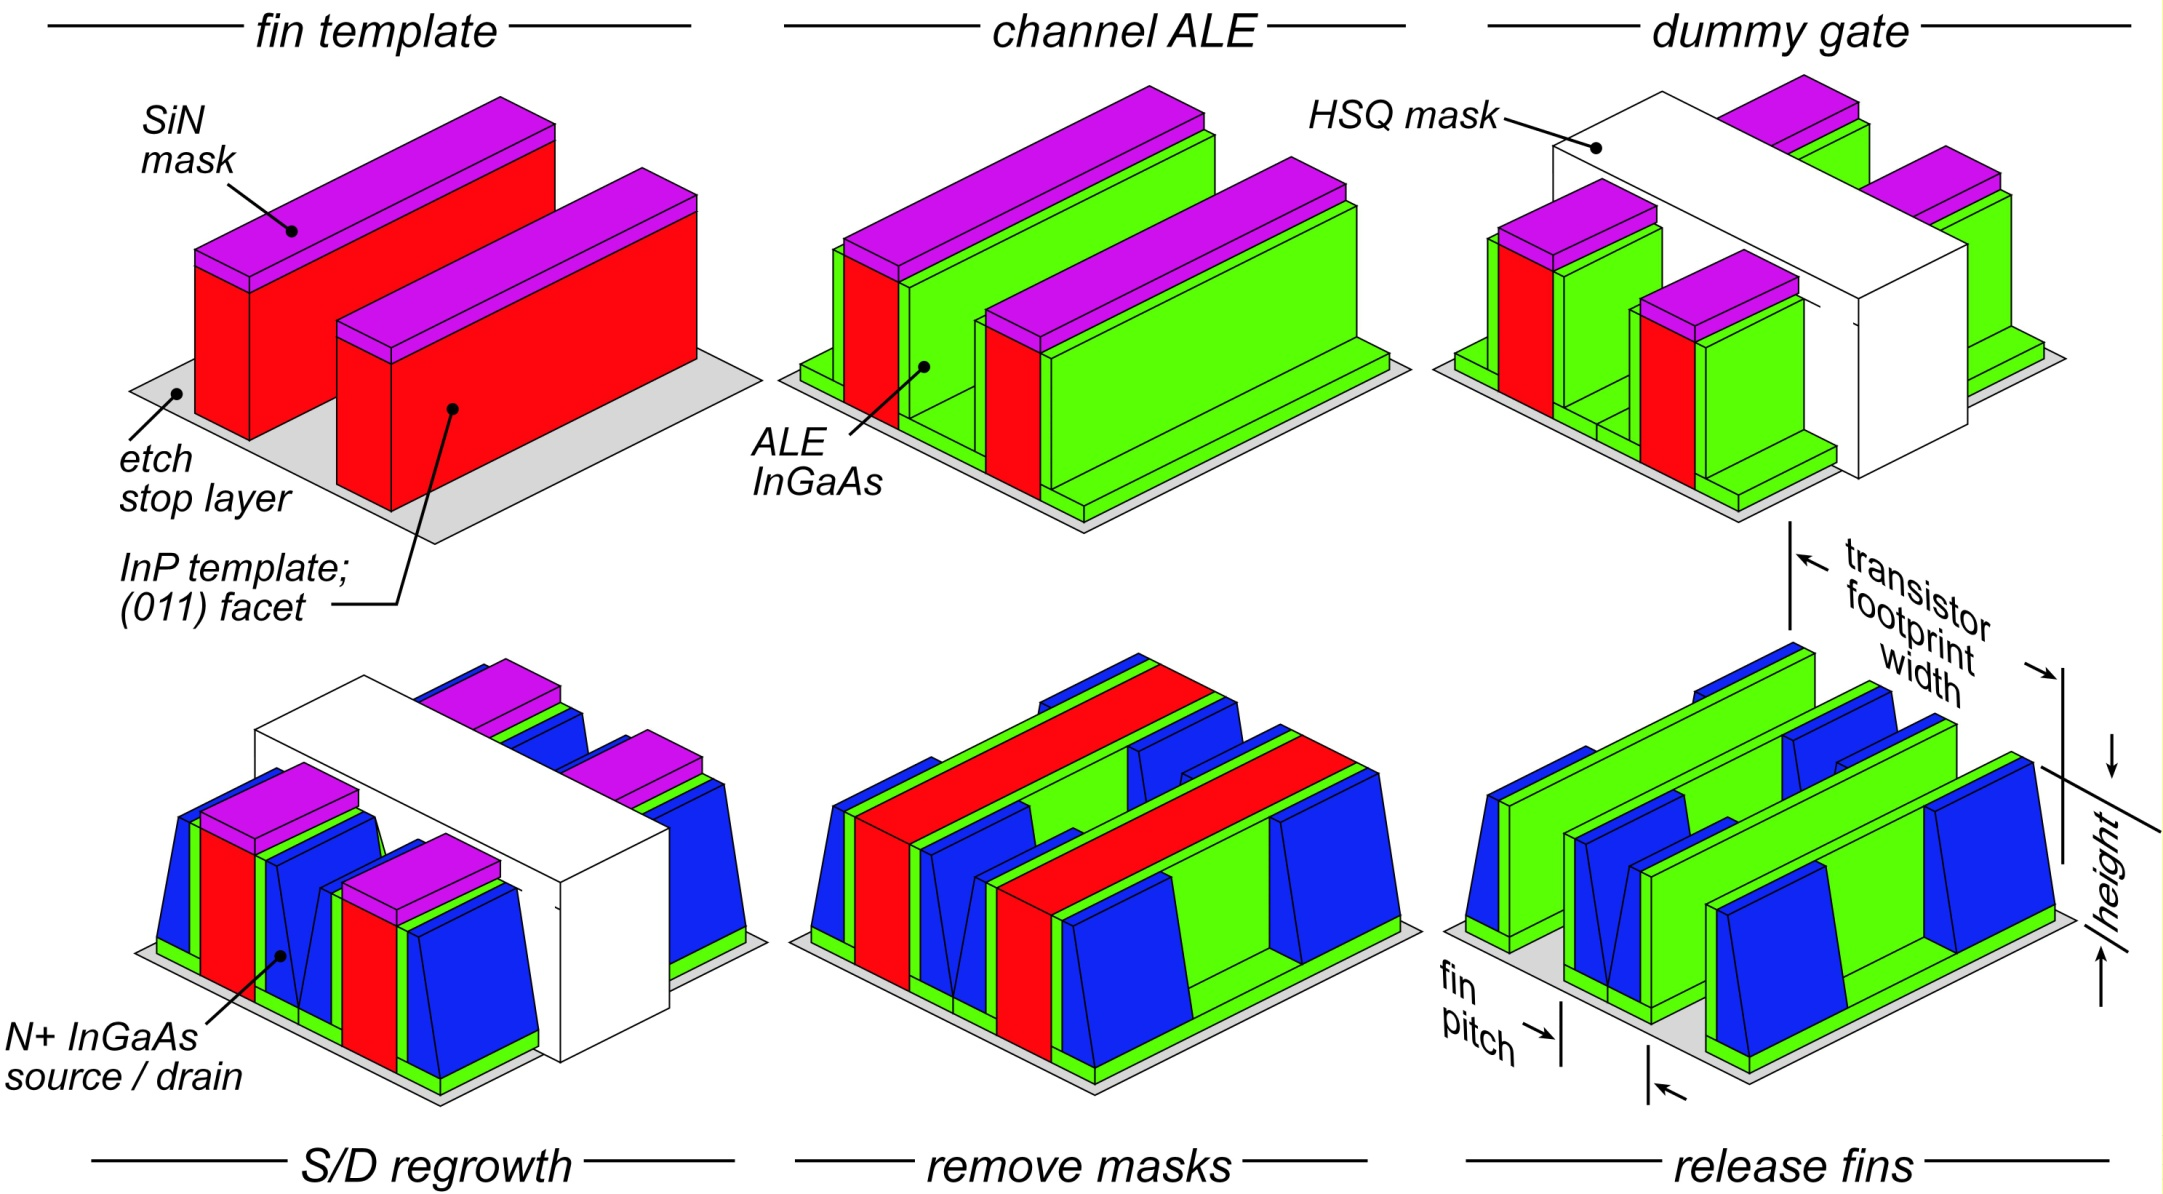 fin template
channel ALE
dummy gate
SiN
mask
HSQ mask
etch
stop layer
ALE
InGaAs
InP template;
(011) facet
transistor
footprint
width
height
fin
pitch
N+ InGaAs
source / drain
S/D regrowth
remove masks
release fins